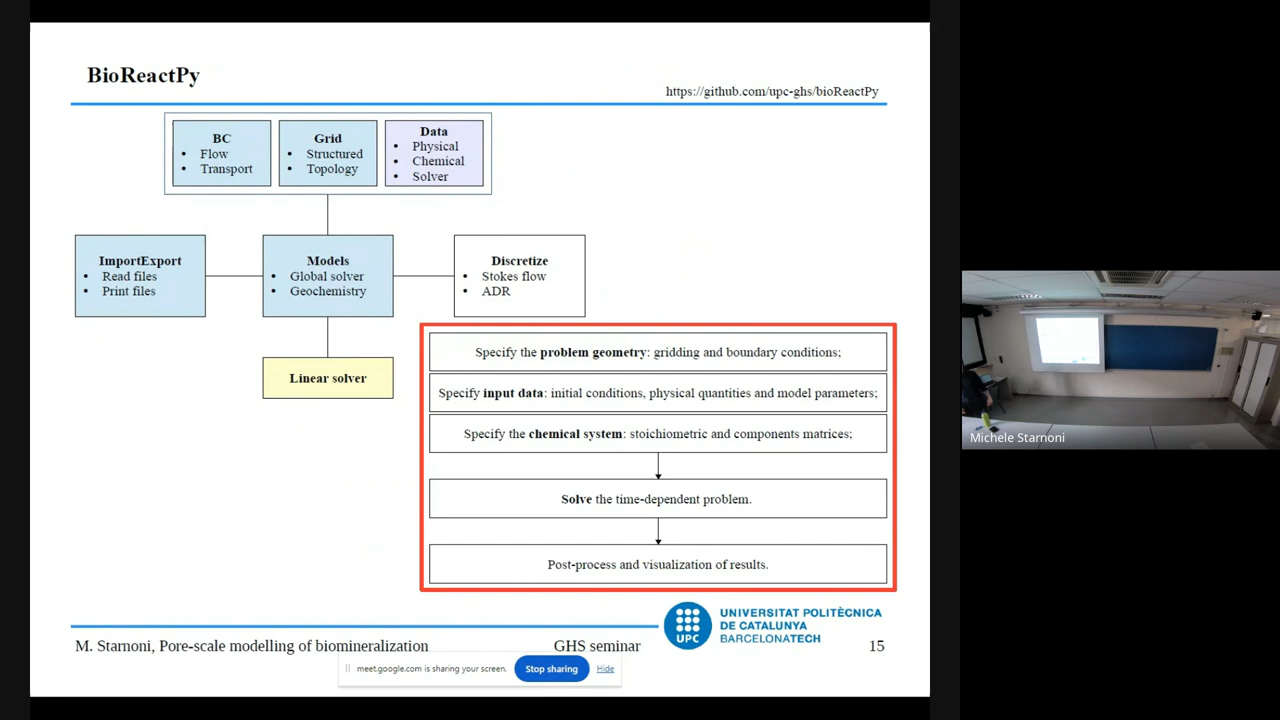 BioReactPy
https://github.com/upc-ghs/bioReactPy
BC
• Flow
• Transport
Grid
• Structured
• Topology
Data
• Physical
• Chemical
• Solver
ImportExport
• Read files
• Print files
Models
• Global solver
• Geochemistry
Discretize
• Stokes flow
• ADR
Linear solver
Specify the problem geometry: gridding and boundary conditions;
Specify input data: initial conditions, physical quantities and model parameters;
Specify the chemical system: stoichiometric and components matrices;
Solve the time-dependent problem.
Post-process and visualization of results.
M. Starnoni, Pore-scale modelling of biomineralization
GHS seminar
UPC
UNIVERSITAT POLITÈCNICA
DE CATALUNYA
BARCELONATECH
15
meet.google.com is sharing your screen.
Stop sharing
Hide
Michele Starnoni